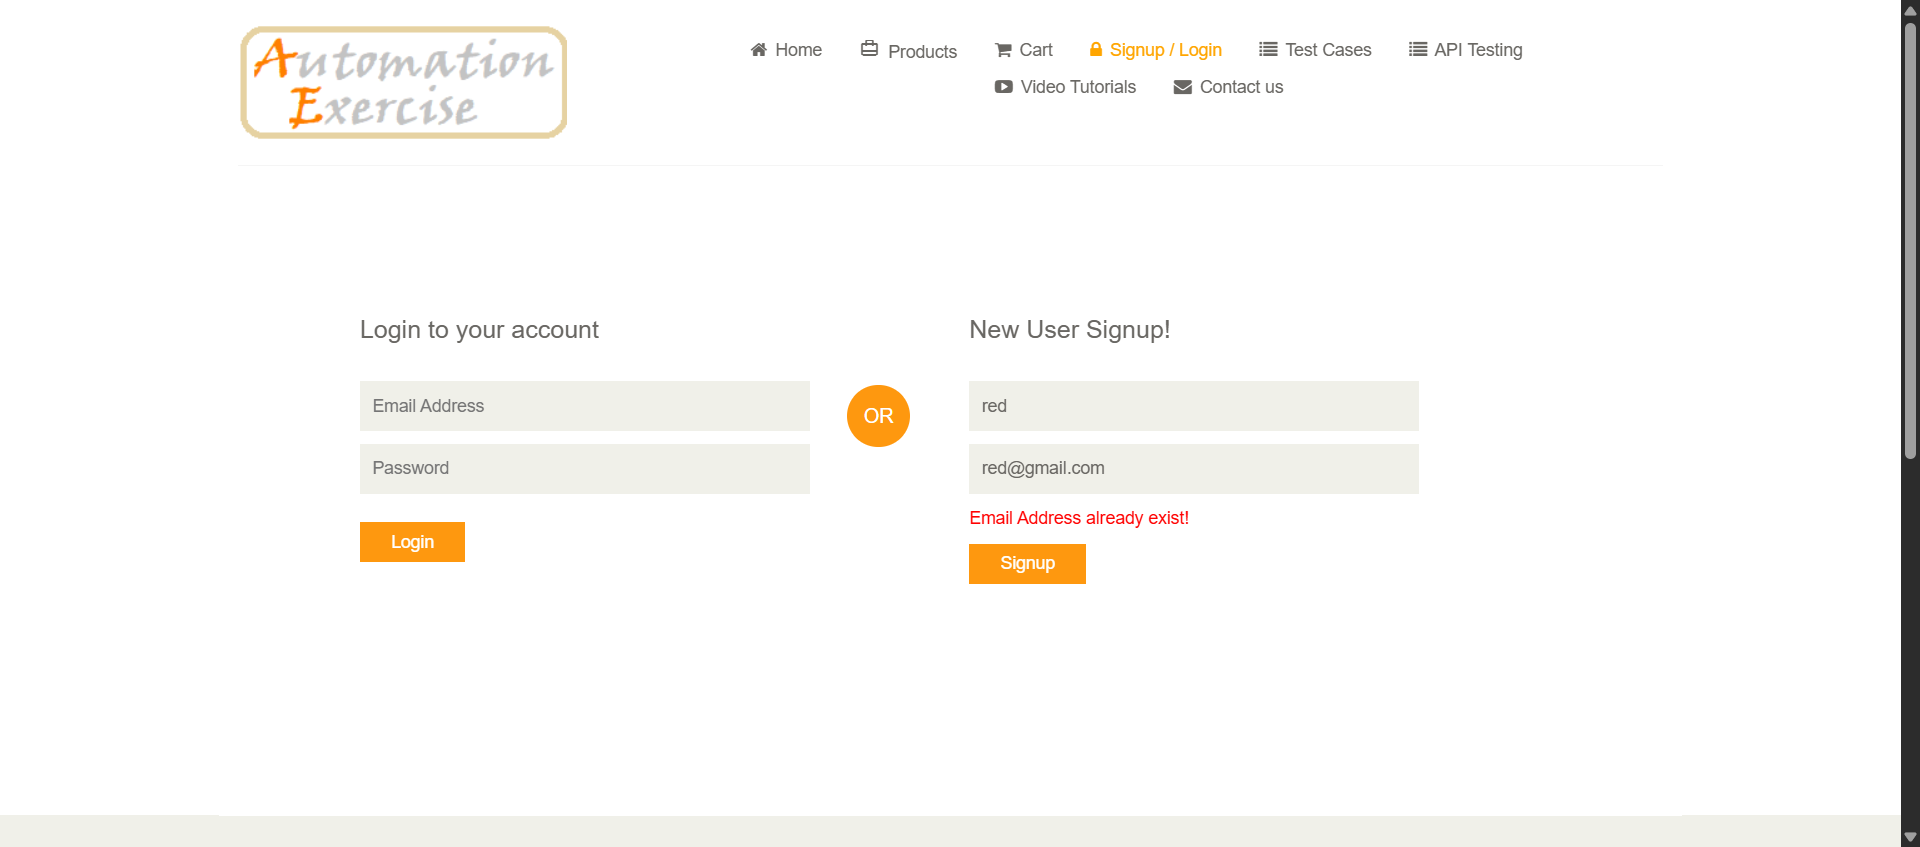 Automation
Exercise
Home
Products
Cart
Signup / Login
Test Cases
API Testing
Video Tutorials
Contact us
Login to your account
Email Address
Password
Login
OR
New User Signup!
red
red@gmail.com
Email Address already exist!
Signup